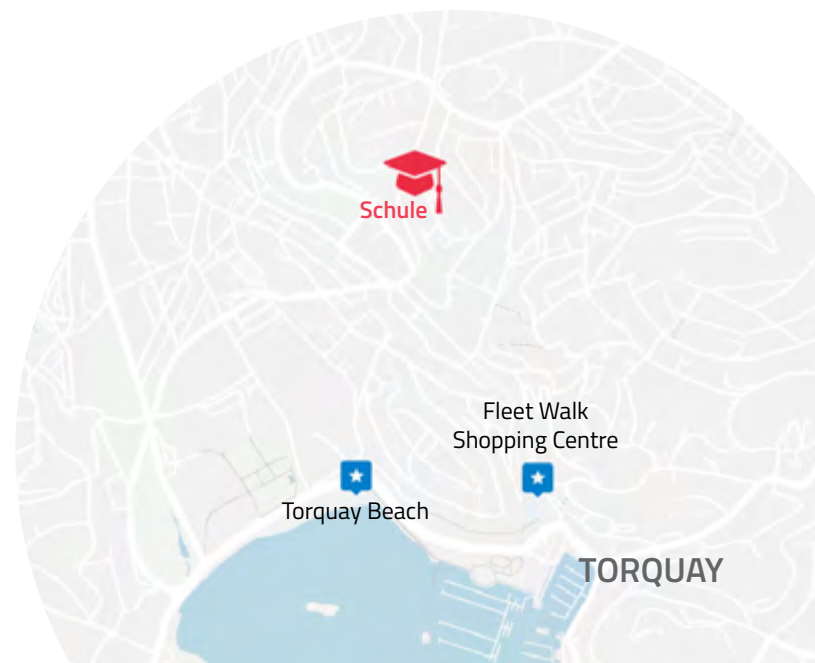 Schule
Fleet Walk
Shopping Centre
Torquay Beach
TORQUAY